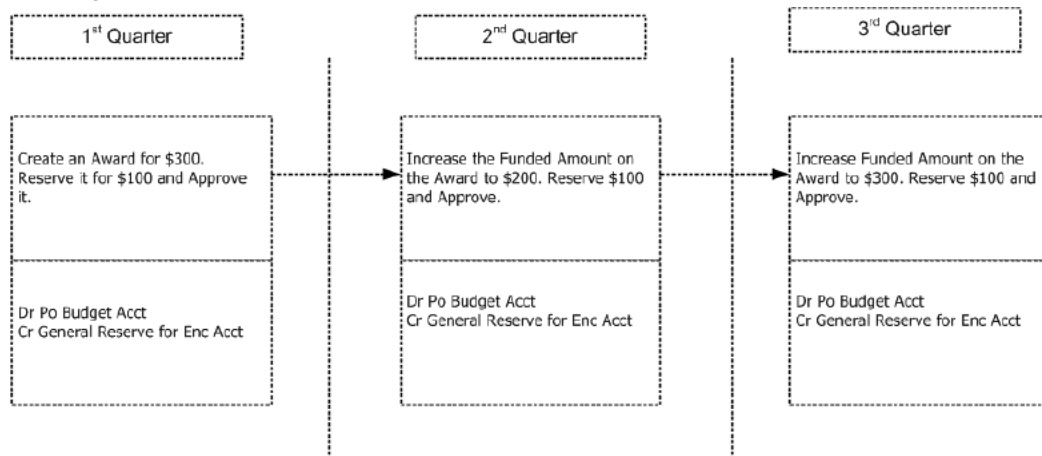 1st Quarter
2nd Quarter
3rd Quarter
Create an Award for $300.
Reserve it for $100 and Approve
it.
Increase the Funded Amount on
the Award to $200. Reserve $100
and Approve.
Increase Funded Amount on the
Award to $300. Reserve $100 and
Approve.
Dr Po Budget Acct
Cr General Reserve for Enc Acct
Dr Po Budget Acct
Cr General Reserve for Enc Acct
Dr Po Budget Acct
Cr General Reserve for Enc Acct